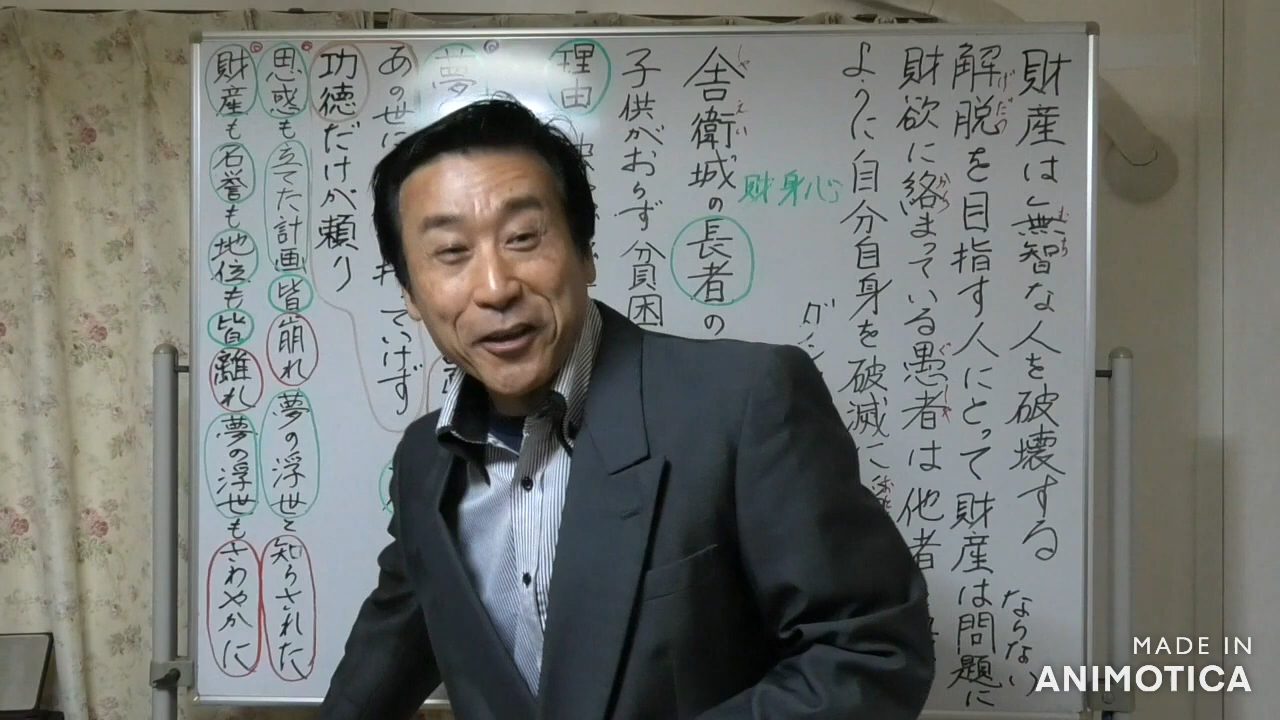 財産は無智な人を破壊する
解脱を目指す人にとって財産は問題に
ならない
財欲に絡まっている愚者は他者
ように自分自身を破滅に
舎衛城の長者の
財身心
子供がおらず貧困
理由
夢
あの世に
ていけず
功徳だけが頼り
思惑も立てた計画皆崩れ夢の浮世と知らされた
財産も名誉も地位も皆離れ夢の浮世もさわやかに
MADE IN
ANIMOTICA